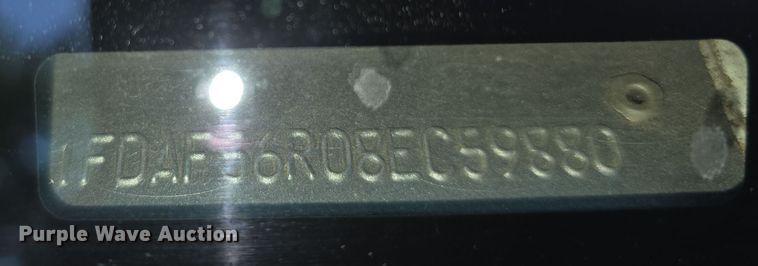 1FDAF56R08EC59880
Purple Wave Auction